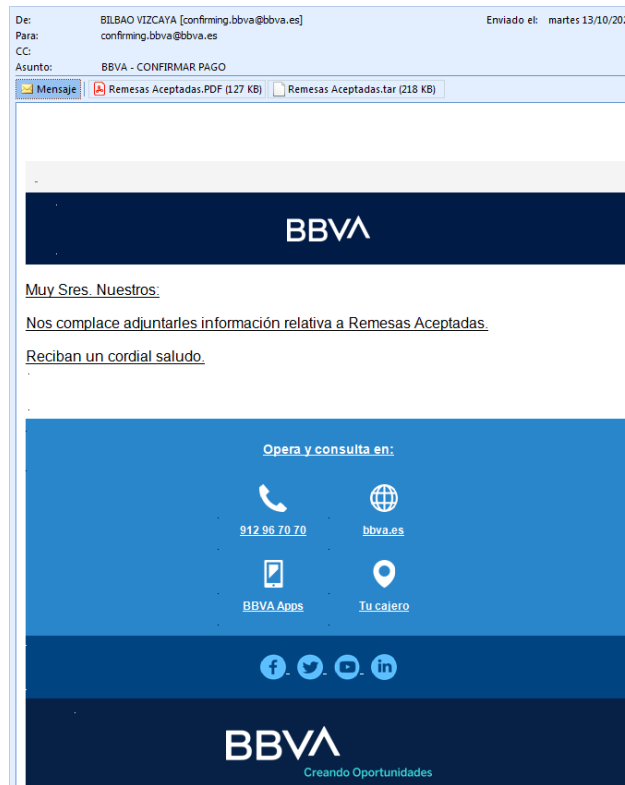 De: BILBAO VIZCAYA [confirming.bbva@bbva.es] Enviado el: martes 13/10/202
Para: confirming.bbva@bbva.es
CC:
Asunto: BBVA - CONFIRMAR PAGO
Mensaje Remesas Aceptadas.PDF (127 KB) Remesas Aceptadas.tar (218 KB)
BBVA
Muy Sres. Nuestros:
Nos complace adjuntarles información relativa a Remesas Aceptadas.
Reciban un cordial saludo.
Opera y consulta en:
912 96 70 70 bbva.es
BBVA Apps Tu cajero
BBVA
Creando Oportunidades